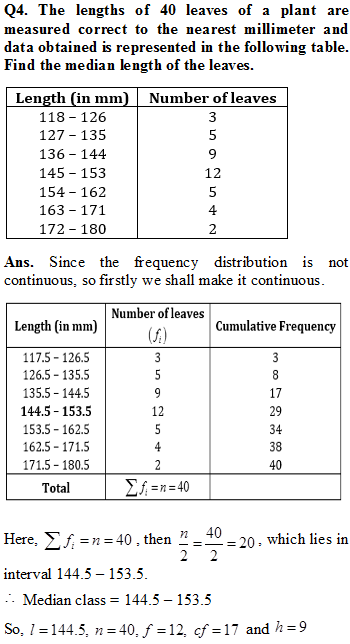 Q4. The lengths of 40 leaves of a plant are
measured correct to the nearest millimeter and
data obtained is represented in the following table.
Find the median length of the leaves.
Length (in mm) Number of leaves
118 – 126 3
127 – 135 5
136 – 144 9
145 – 153 12
154 – 162 5
163 – 171 4
172 – 180 2
Ans. Since the frequency distribution is not
continuous, so firstly we shall make it continuous.
Length (in mm) Number of leaves (fᵢ) Cumulative Frequency
117.5 – 126.5 3 3
126.5 – 135.5 5 8
135.5 – 144.5 9 17
144.5 – 153.5 12 29
153.5 – 162.5 5 34
162.5 – 171.5 4 38
171.5 – 180.5 2 40
Total ∑fᵢ = n = 40
Here, ∑fᵢ = n = 40 , then n/2 = 40/2 = 20 , which lies in
interval 144.5 – 153.5.
∴ Median class = 144.5 – 153.5
So, l = 144.5, n = 40, f = 12, cf = 17 and h = 9